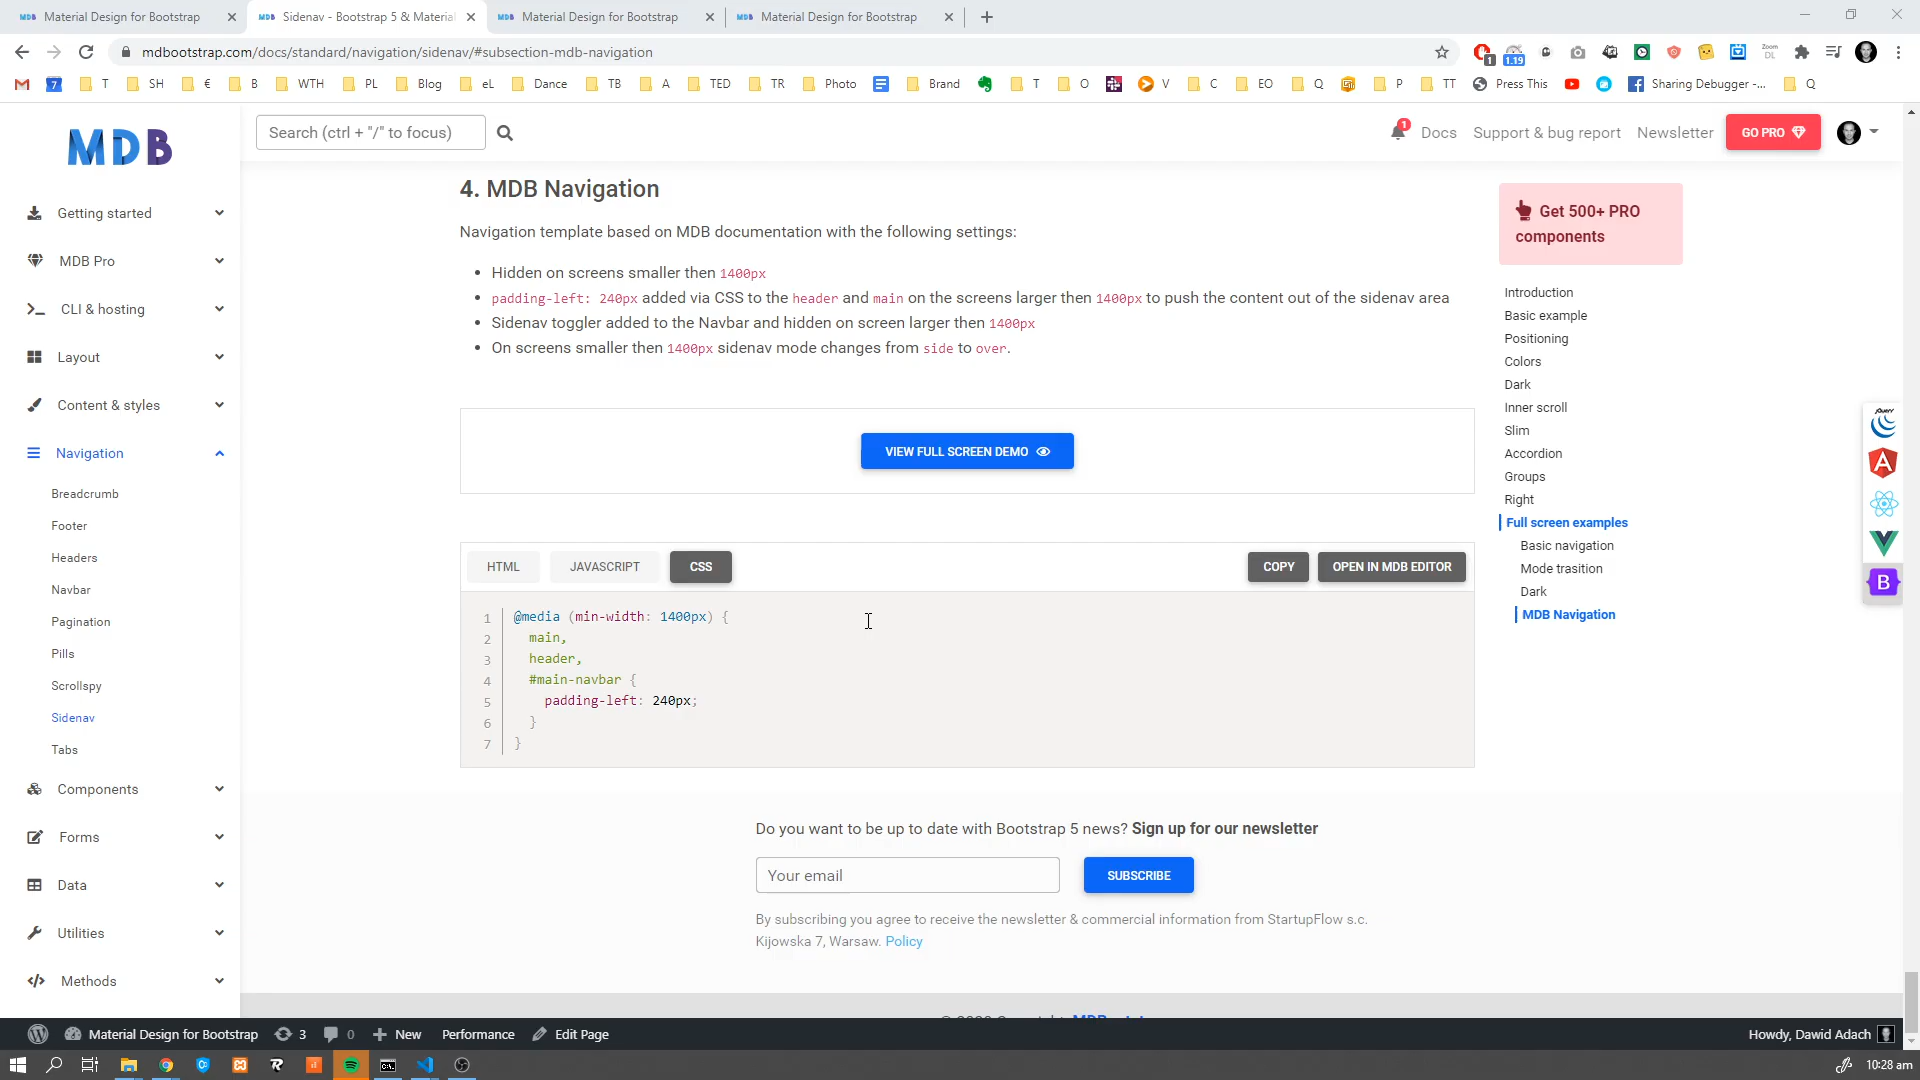 Material Design for Bootstrap
Sidenav - Bootstrap 5 & Material
Material Design for Bootstrap
Material Design for Bootstrap
mdbootstrap.com/docs/standard/navigation/sidenav/#subsection-mdb-navigation
1
1.19
Zoom
DL
7
T
SH
€
B
WTH
PL
Blog
eL
Dance
TB
A
TED
TR
Photo
Brand
T
O
V
C
EO
Q
P
TT
Press This
Sharing Debugger -...
Q
MDB
Search (ctrl + "/" to focus)
1
Docs
Support & bug report
Newsletter
GO PRO
Getting started
MDB Pro
CLI & hosting
Layout
Content & styles
Navigation
Breadcrumb
Footer
Headers
Navbar
Pagination
Pills
Scrollspy
Sidenav
Tabs
Components
Forms
Data
Utilities
Methods
4. MDB Navigation
Navigation template based on MDB documentation with the following settings:
Hidden on screens smaller then 1400px
padding-left: 240px added via CSS to the header and main on the screens larger then 1400px to push the content out of the sidenav area
Sidenav toggler added to the Navbar and hidden on screen larger then 1400px
On screens smaller then 1400px sidenav mode changes from side to over.
VIEW FULL SCREEN DEMO
HTML
JAVASCRIPT
CSS
COPY
OPEN IN MDB EDITOR
1 @media (min-width: 1400px) {
2 main,
3 header,
4 #main-navbar {
5 padding-left: 240px;
6 }
7 }
Do you want to be up to date with Bootstrap 5 news? Sign up for our newsletter
Your email
SUBSCRIBE
By subscribing you agree to receive the newsletter & commercial information from StartupFlow s.c.
Kijowska 7, Warsaw. Policy
Get 500+ PRO
components
Introduction
Basic example
Positioning
Colors
Dark
Inner scroll
Slim
Accordion
Groups
Right
Full screen examples
Basic navigation
Mode trasition
Dark
MDB Navigation
jQuery
A
B
Material Design for Bootstrap
3
0
New
Performance
Edit Page
Howdy, Dawid Adach
10:28 am